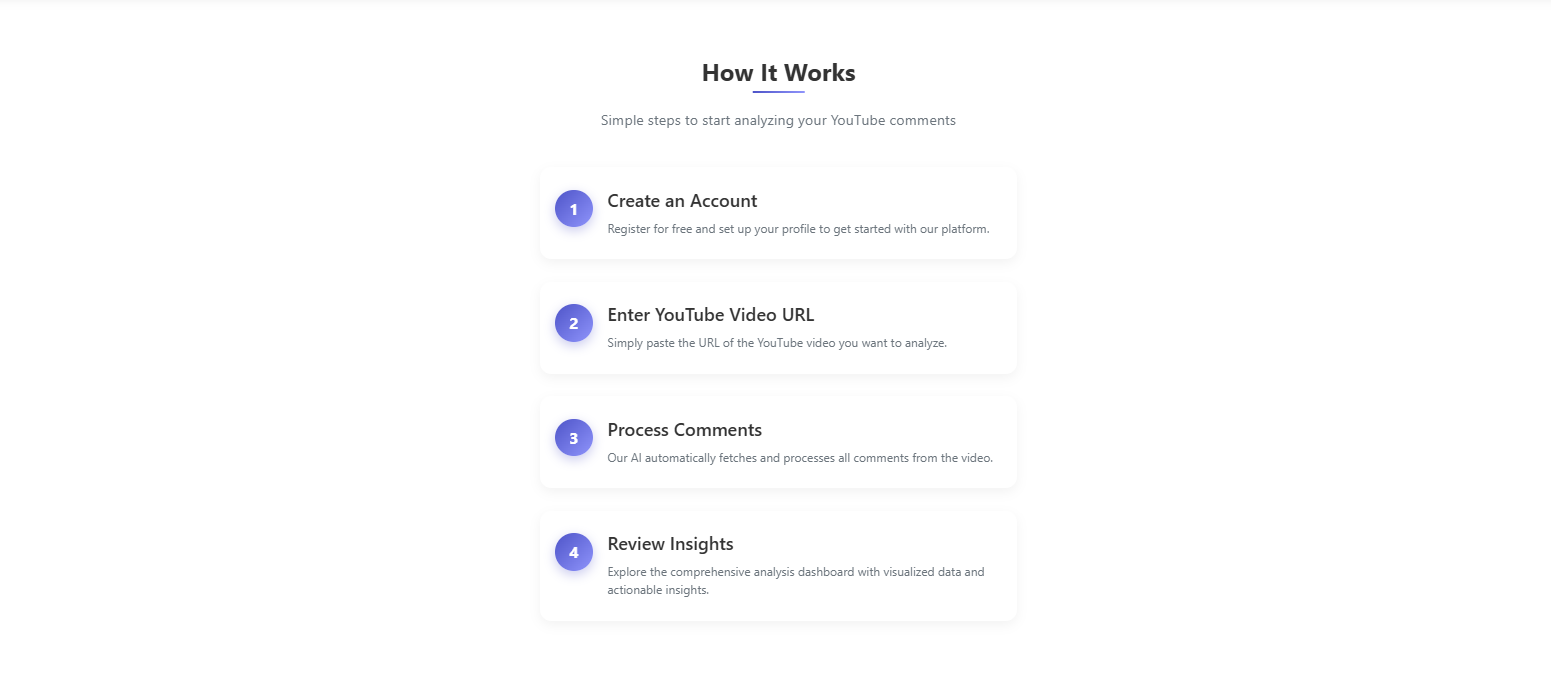 How It Works
Simple steps to start analyzing your YouTube comments
1
Create an Account
Register for free and set up your profile to get started with our platform.
2
Enter YouTube Video URL
Simply paste the URL of the YouTube video you want to analyze.
3
Process Comments
Our AI automatically fetches and processes all comments from the video.
4
Review Insights
Explore the comprehensive analysis dashboard with visualized data and
actionable insights.